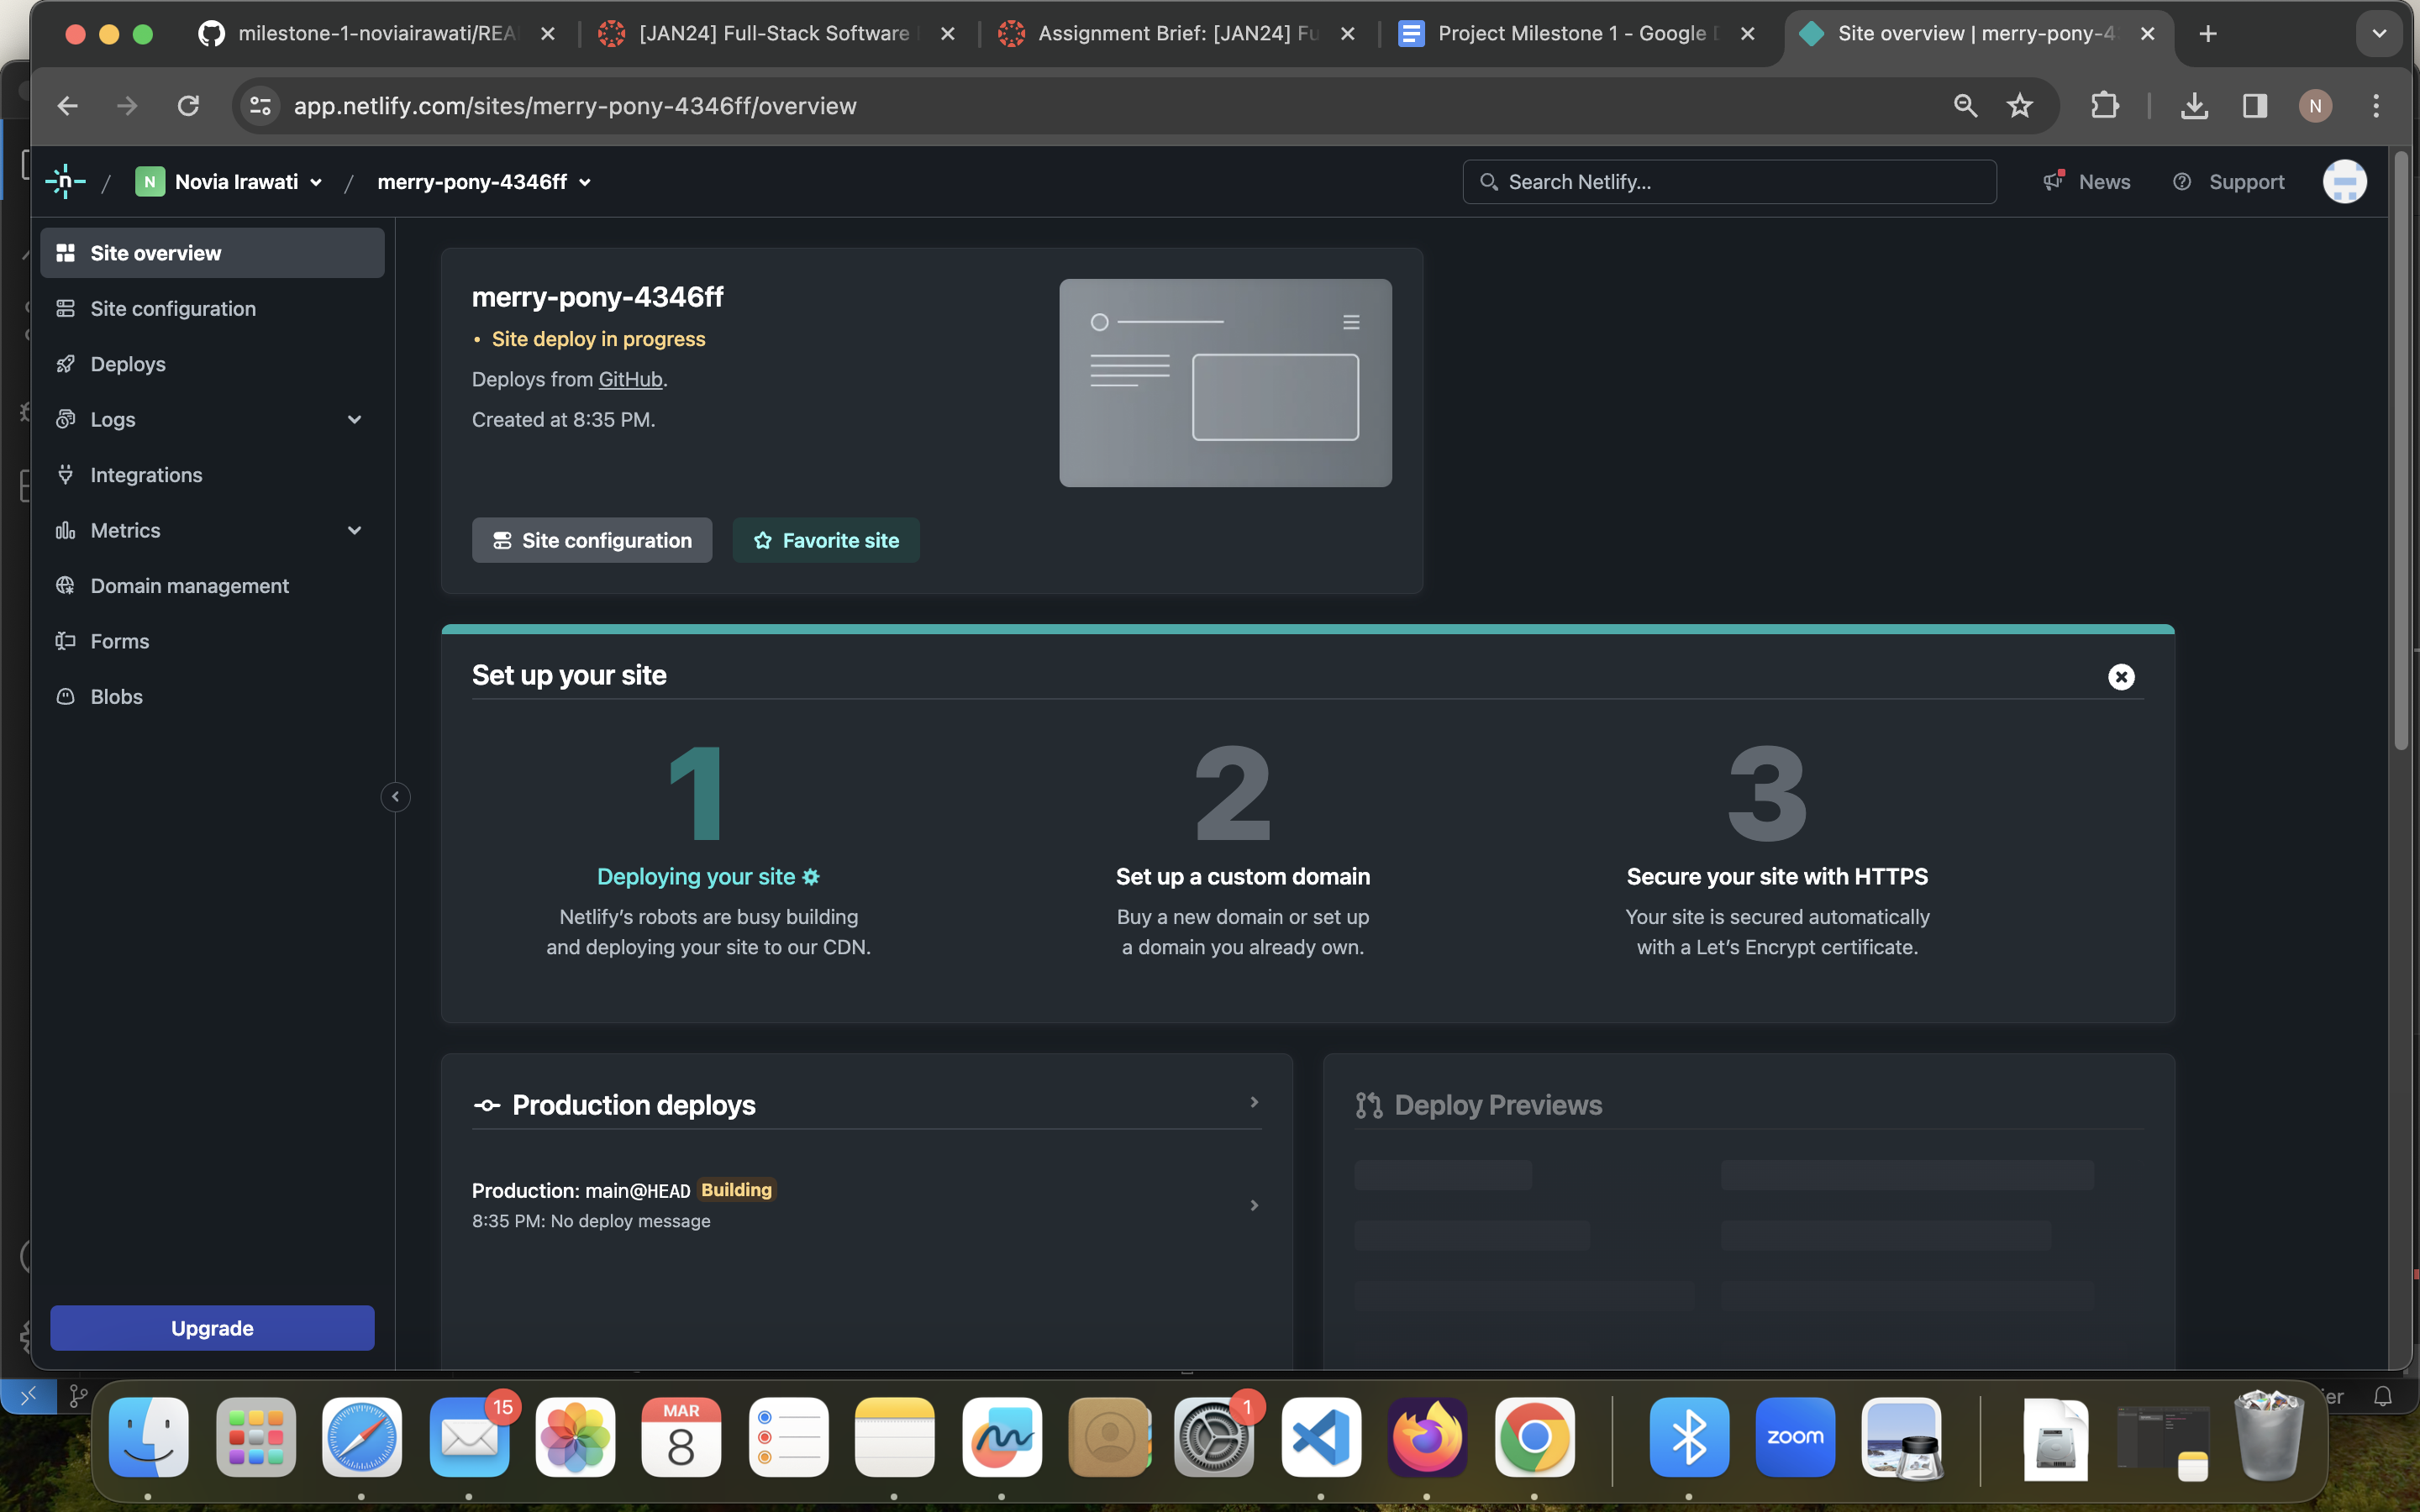 milestone-1-noviairawati/REA
[JAN24] Full-Stack Software
Assignment Brief: [JAN24] Fu
Project Milestone 1 - Google
Site overview | merry-pony-4
app.netlify.com/sites/merry-pony-4346ff/overview
N
n / N Novia Irawati / merry-pony-4346ff
Search Netlify...
News
Support
Site overview
Site configuration
Deploys
Logs
Integrations
Metrics
Domain management
Forms
Blobs
Upgrade
merry-pony-4346ff
• Site deploy in progress
Deploys from GitHub.
Created at 8:35 PM.
Site configuration
Favorite site
Set up your site
1
Deploying your site
Netlify’s robots are busy building
and deploying your site to our CDN.
2
Set up a custom domain
Buy a new domain or set up
a domain you already own.
3
Secure your site with HTTPS
Your site is secured automatically
with a Let’s Encrypt certificate.
Production deploys
Production: main@HEAD Building
8:35 PM: No deploy message
Deploy Previews
15
MAR
8
1
zoom
ier